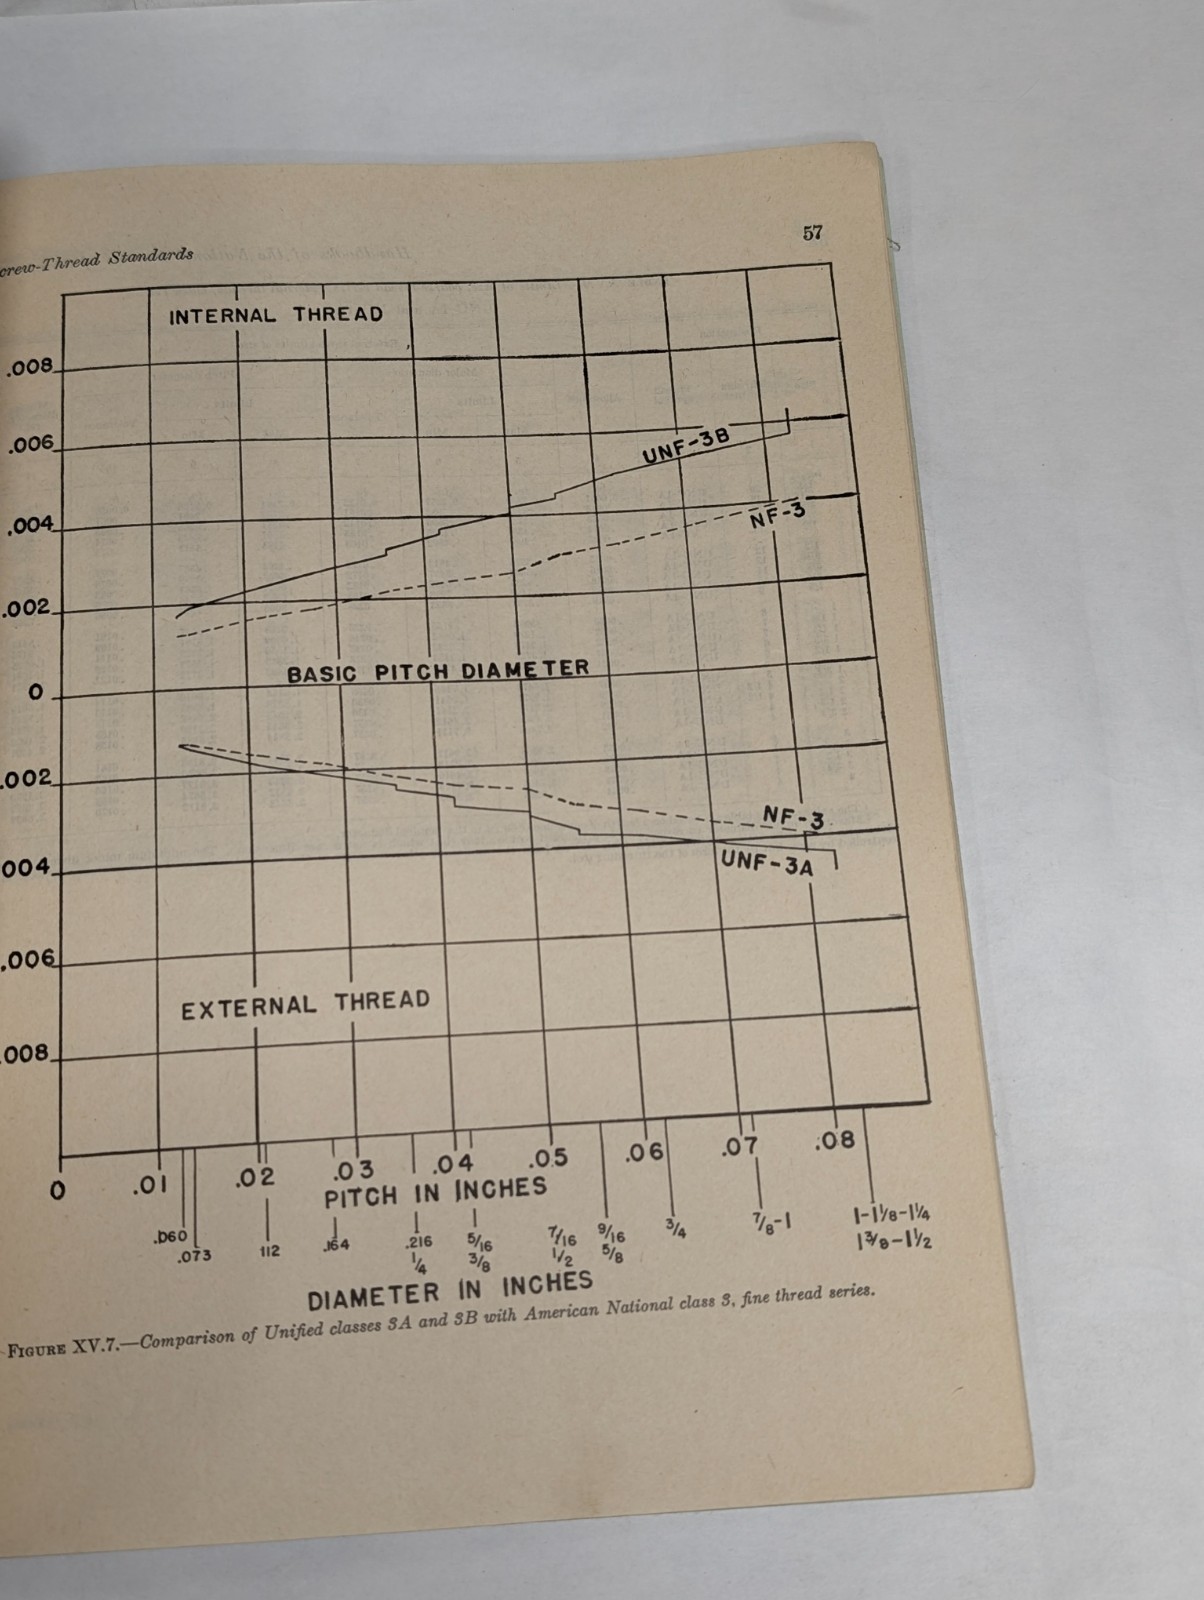 crew-Thread Standards
57
INTERNAL THREAD
.008
.006
UNF-3B
.004
NF-3
.002
BASIC PITCH DIAMETER
0
.002
NF-3
004
UNF-3A
.006
EXTERNAL THREAD
008
0 .01 .02 .03 .04 .05 .06 .07 .08
PITCH IN INCHES
.060 .073 112 .164 .216 5/16 7/16 9/16 3/4 7/8-1 1-1 1/8-1 1/4
1/4 3/8 1/2 5/8 1 3/8-1 1/2
DIAMETER IN INCHES
FIGURE XV.7.—Comparison of Unified classes 3A and 3B with American National class 3, fine thread series.